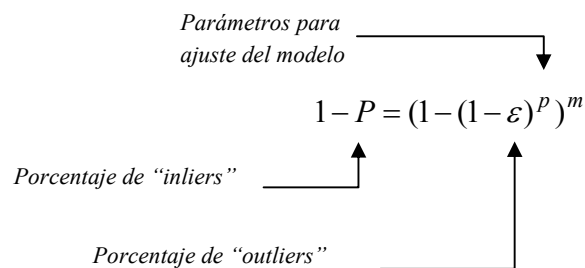 Parámetros para
ajuste del modelo
1 − P = (1 − (1 − ε)^p)^m
Porcentaje de “inliers”
Porcentaje de “outliers”